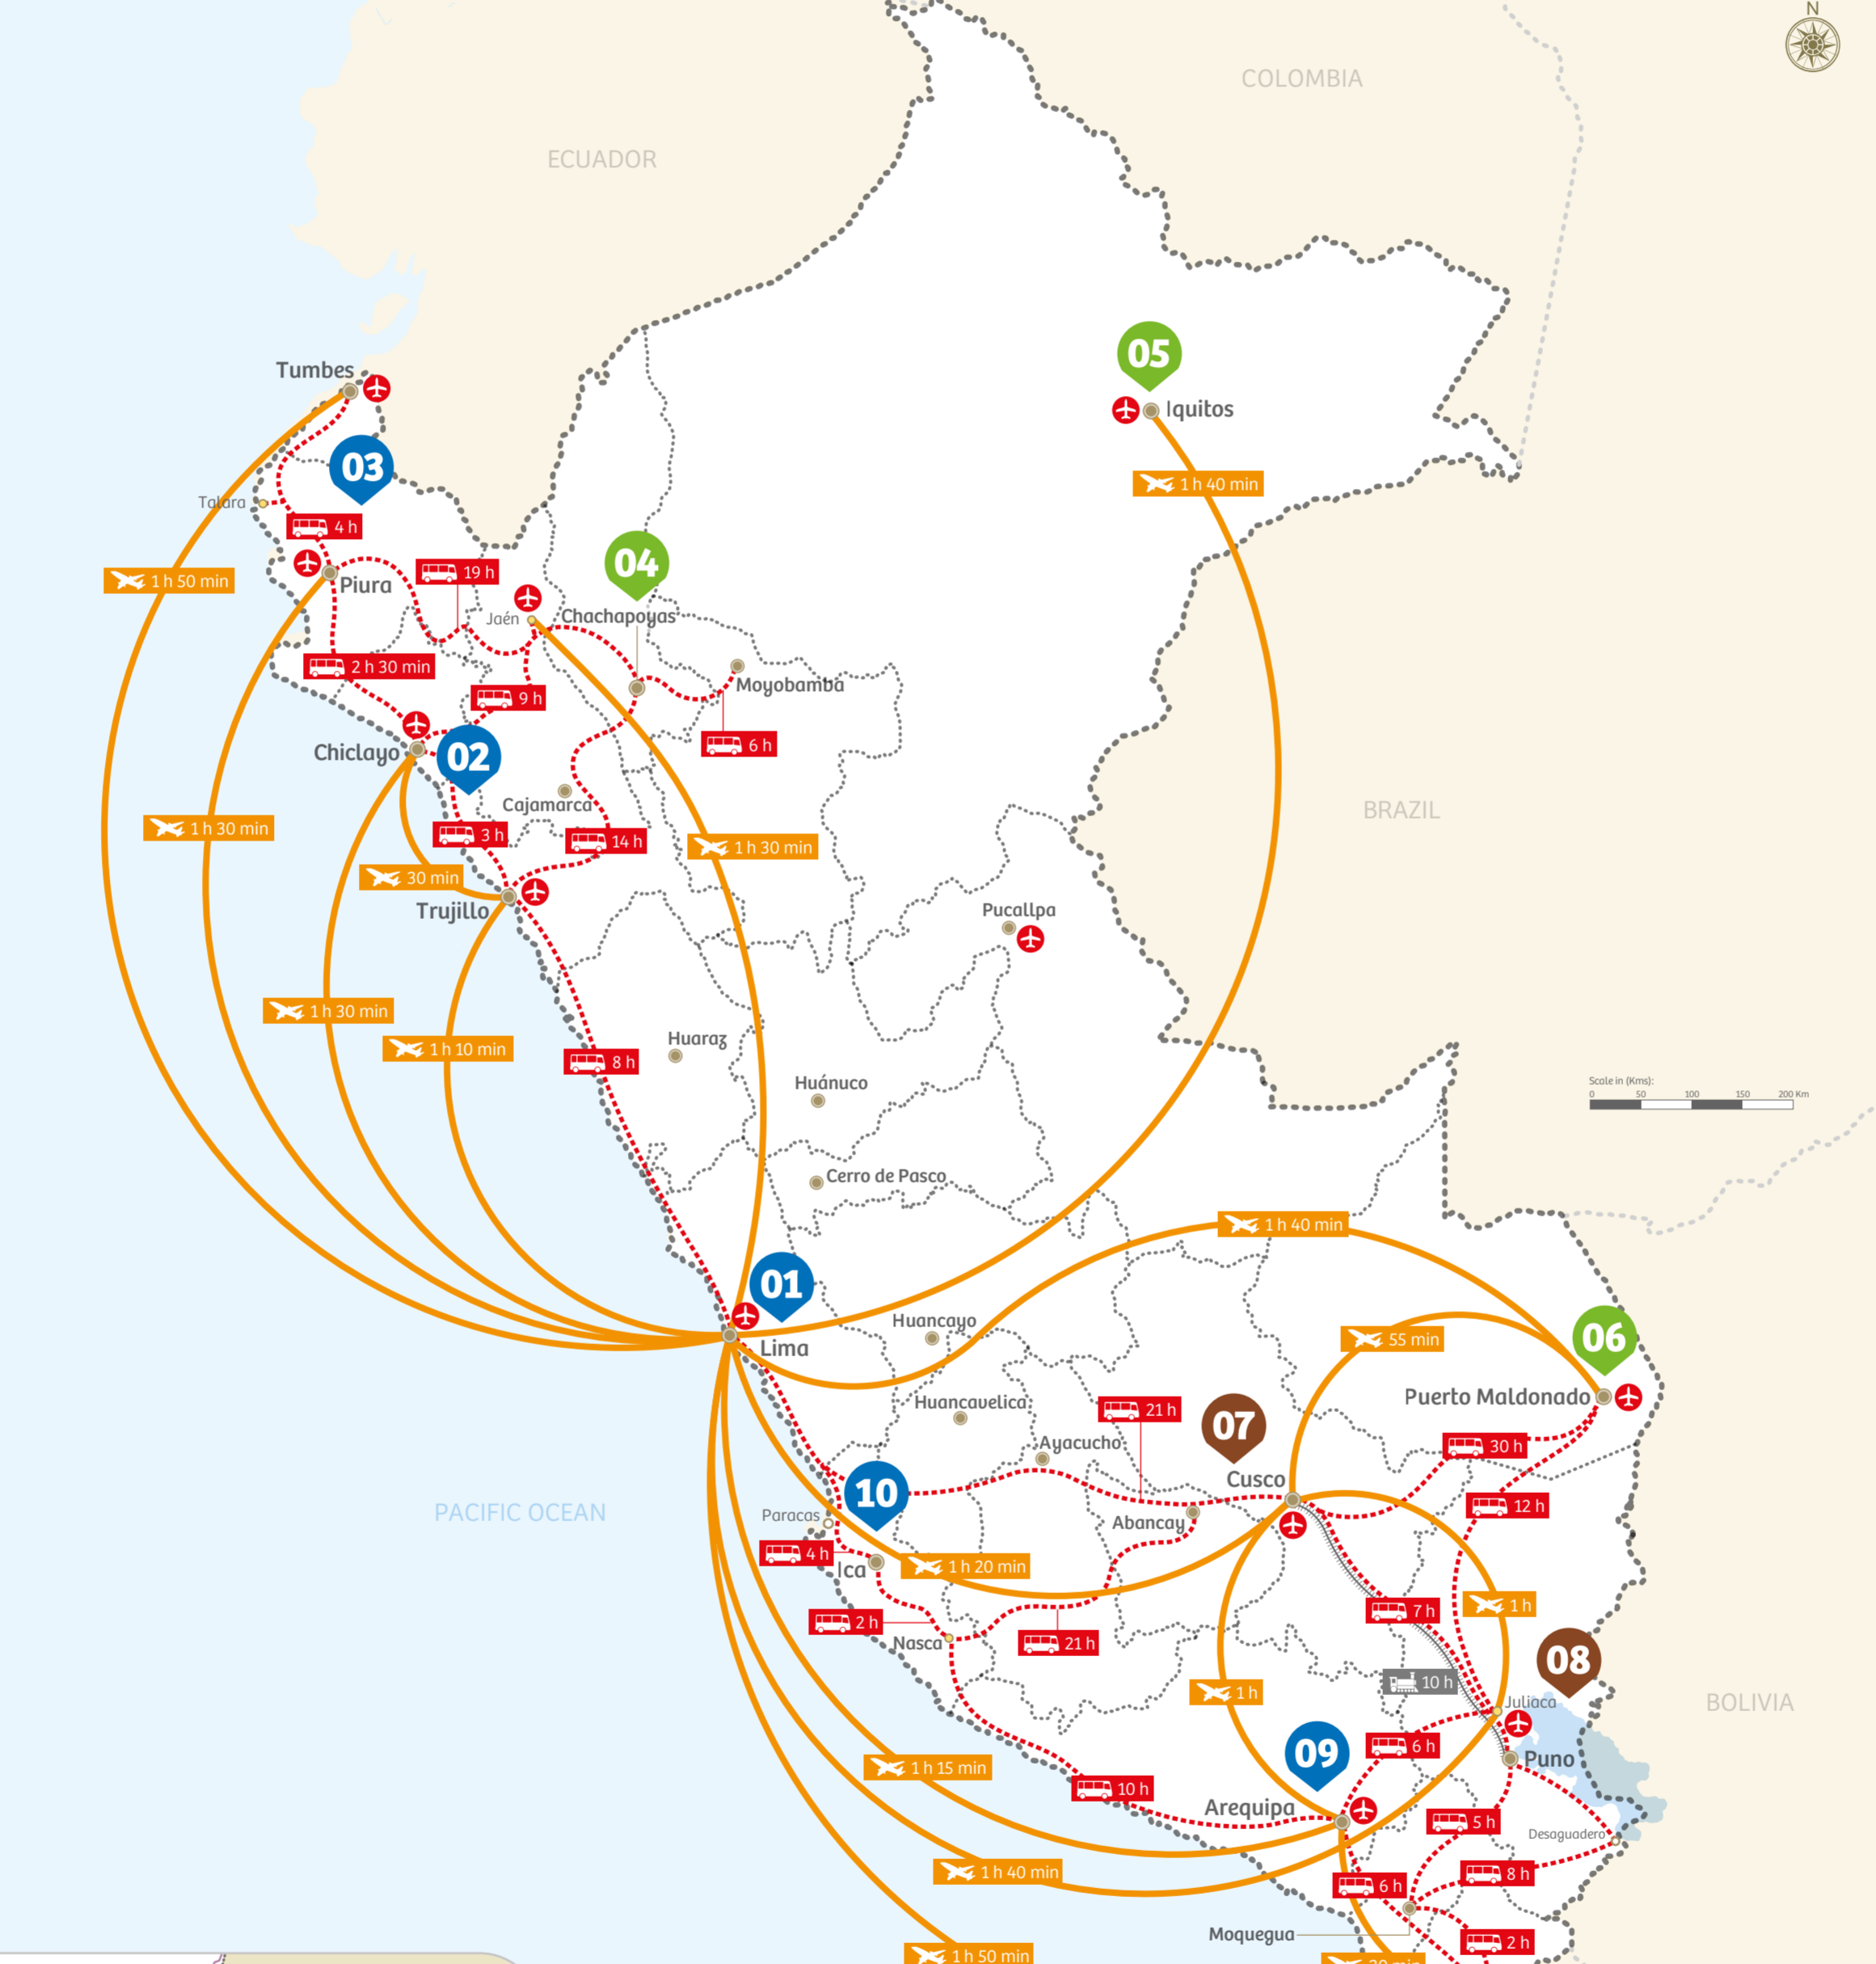 N
COLOMBIA
ECUADOR
05
Tumbes
Iquitos
03
1 h 40 min
Talara
4 h
04
1 h 50 min
Piura
19 h
Jaén
Chachapoyas
2 h 30 min
Moyobamba
9 h
6 h
Chiclayo
02
Cajamarca
BRAZIL
1 h 30 min
3 h
14 h
1 h 30 min
30 min
Trujillo
Pucallpa
1 h 30 min
Huaraz
1 h 10 min
8 h
Huánuco
Scale in (Kms):
0 50 100 150 200 Km
Cerro de Pasco
1 h 40 min
01
Huancayo
Lima
55 min
06
Puerto Maldonado
Huancavelica
21 h
07
Ayacucho
30 h
Cusco
10
PACIFIC OCEAN
Paracas
Abancay
12 h
4 h
Ica
1 h 20 min
2 h
7 h
1 h
Nasca
21 h
08
10 h
1 h
Juliaca
BOLIVIA
09
6 h
Puno
1 h 15 min
10 h
Arequipa
5 h
Desaguadero
1 h 40 min
6 h
8 h
Moquegua
2 h
1 h 50 min